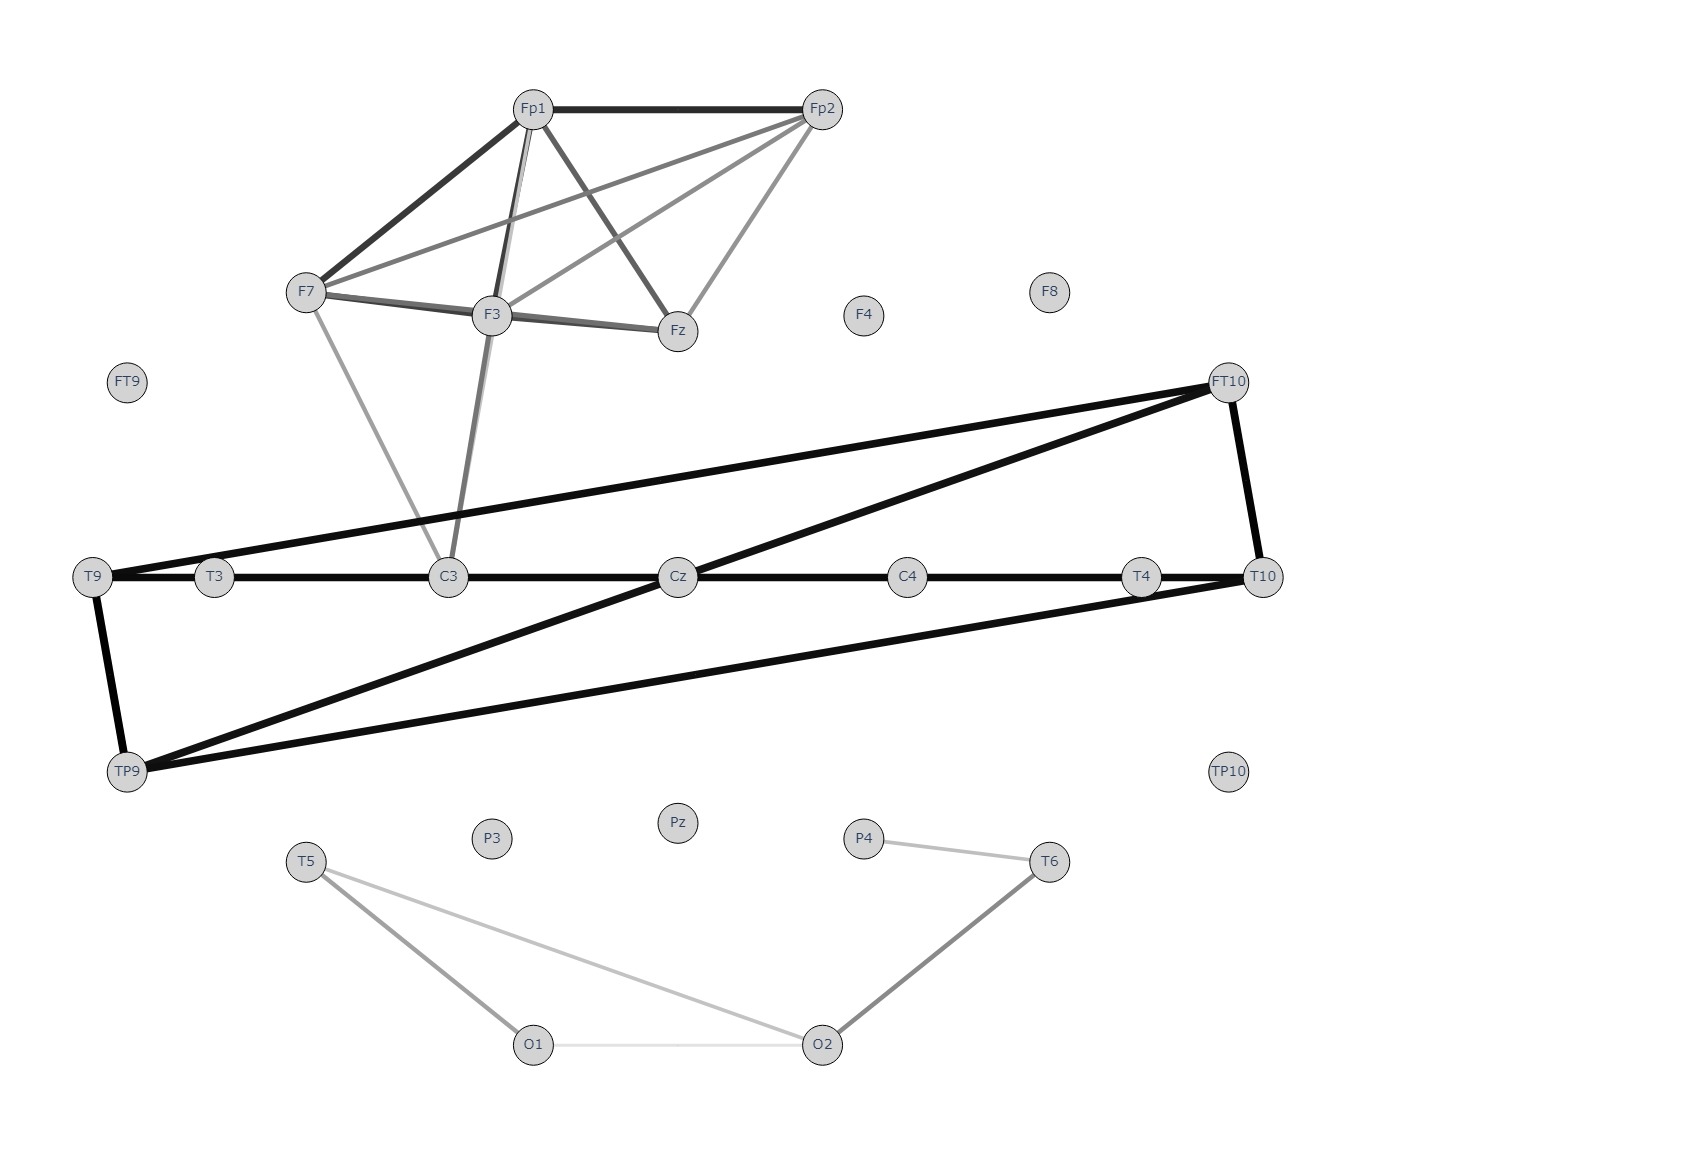 Fp1 Fp2
F7 F3 Fz F4 F8
FT9 FT10
T9 T3 C3 Cz C4 T4 T10
TP9 TP10
T5 P3 Pz P4 T6
O1 O2